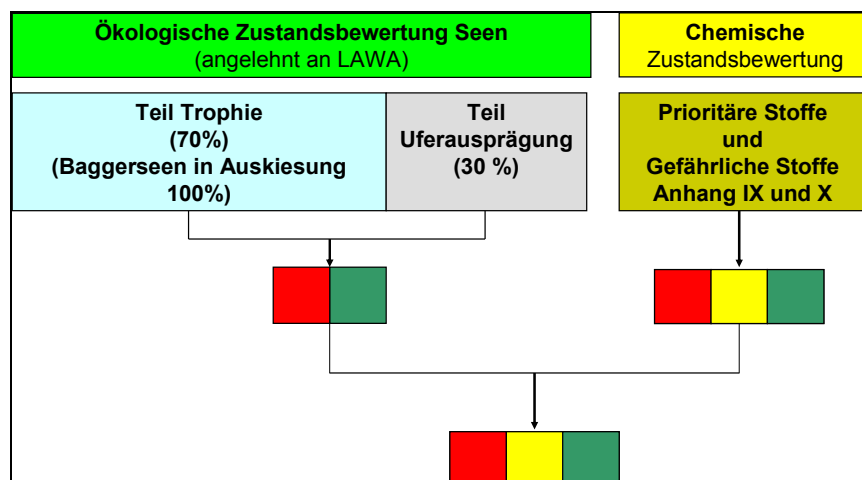 Ökologische Zustandsbewertung Seen
(angelehnt an LAWA)
Chemische
Zustandsbewertung
Teil Trophie
(70%)
(Baggerseen in Auskiesung
100%)
Teil
Uferausprägung
(30 %)
Prioritäre Stoffe
und
Gefährliche Stoffe
Anhang IX und X